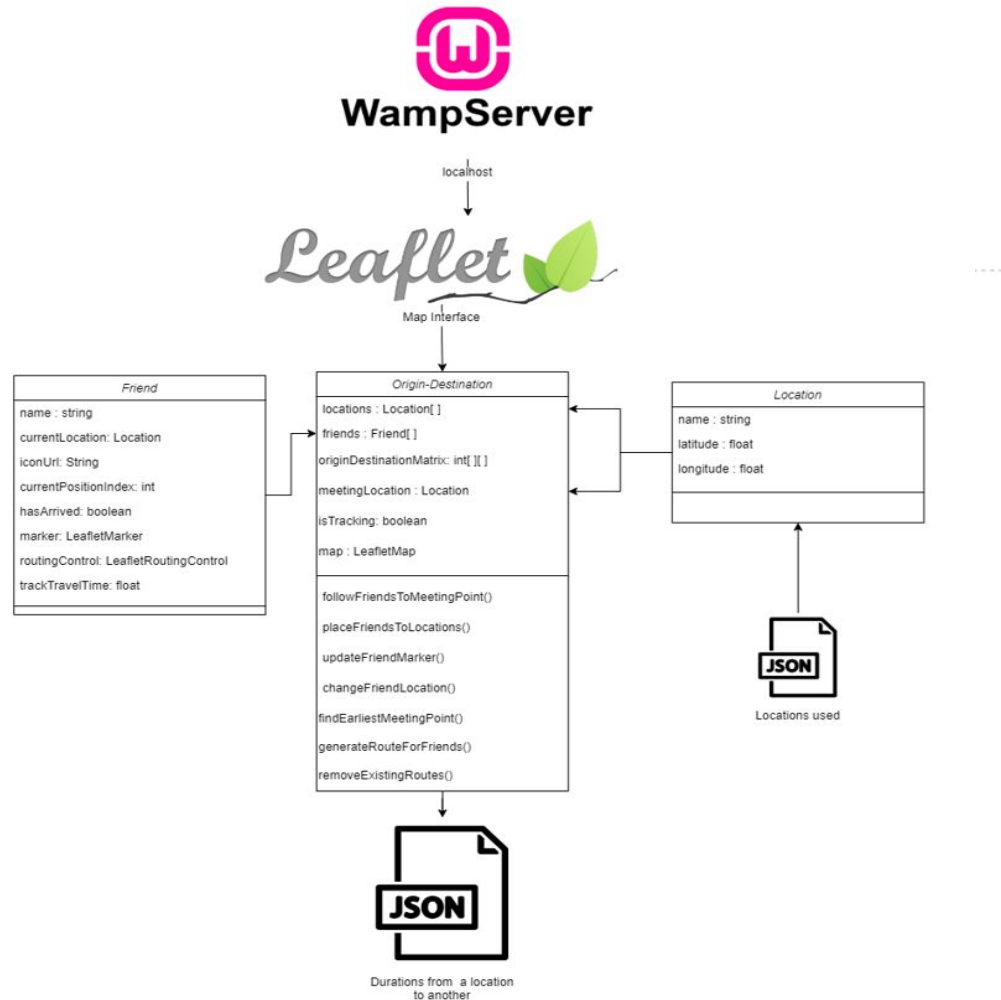 WampServer
localhost
Leaflet
Map Interface
Friend
name : string
currentLocation: Location
iconUrl: String
currentPositionIndex: int
hasArrived: boolean
marker: LeafletMarker
routingControl: LeafletRoutingControl
trackTravelTime: float
Origin-Destination
locations : Location[ ]
friends : Friend[ ]
originDestinationMatrix: int[ ][ ]
meetingLocation : Location
isTracking: boolean
map : LeafletMap
followFriendsToMeetingPoint()
placeFriendsToLocations()
updateFriendMarker()
changeFriendLocation()
findEarliestMeetingPoint()
generateRouteForFriends()
removeExistingRoutes()
Location
name : string
latitude : float
longitude : float
JSON
Locations used
JSON
Durations from a location
to another